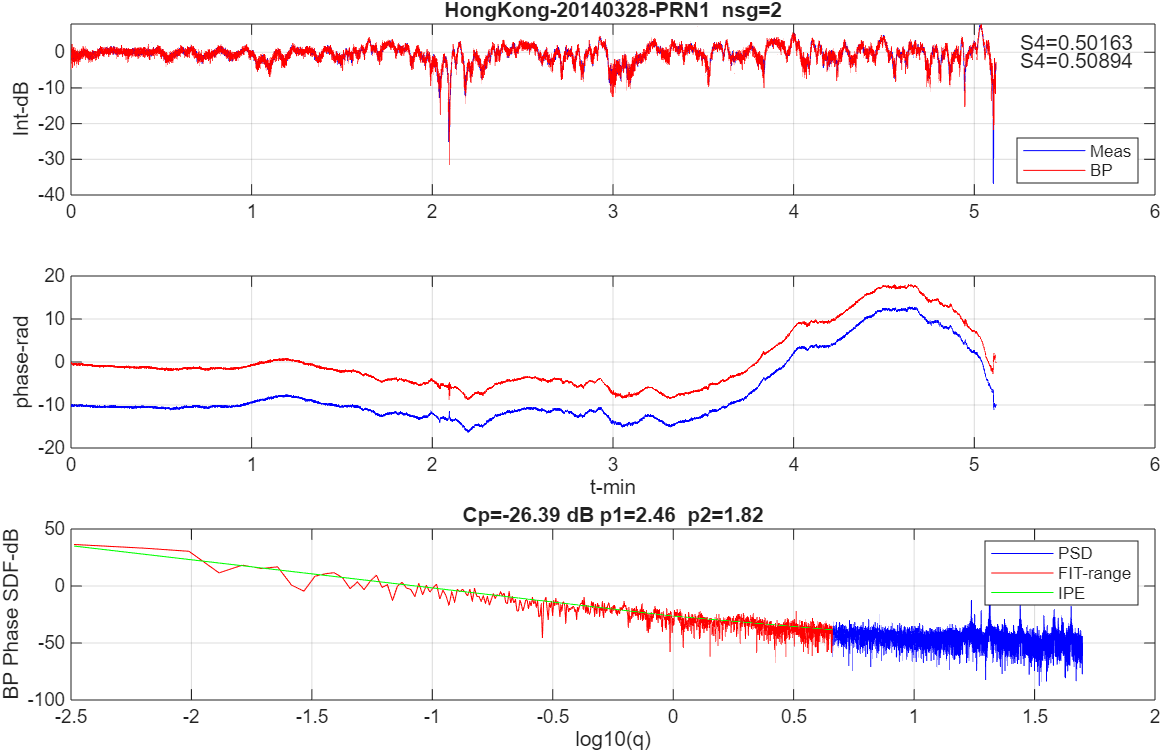 HongKong-20140328-PRN1 nsg=2
Int-dB
0
-10
-20
-30
-40
S4=0.50163
S4=0.50894
Meas
BP
0 1 2 3 4 5 6
phase-rad
20
10
0
-10
-20
0 1 2 3 4 5 6
t-min
Cp=-26.39 dB p1=2.46 p2=1.82
BP Phase SDF-dB
50
0
-50
-100
PSD
FIT-range
IPE
-2.5 -2 -1.5 -1 -0.5 0 0.5 1 1.5 2
log10(q)